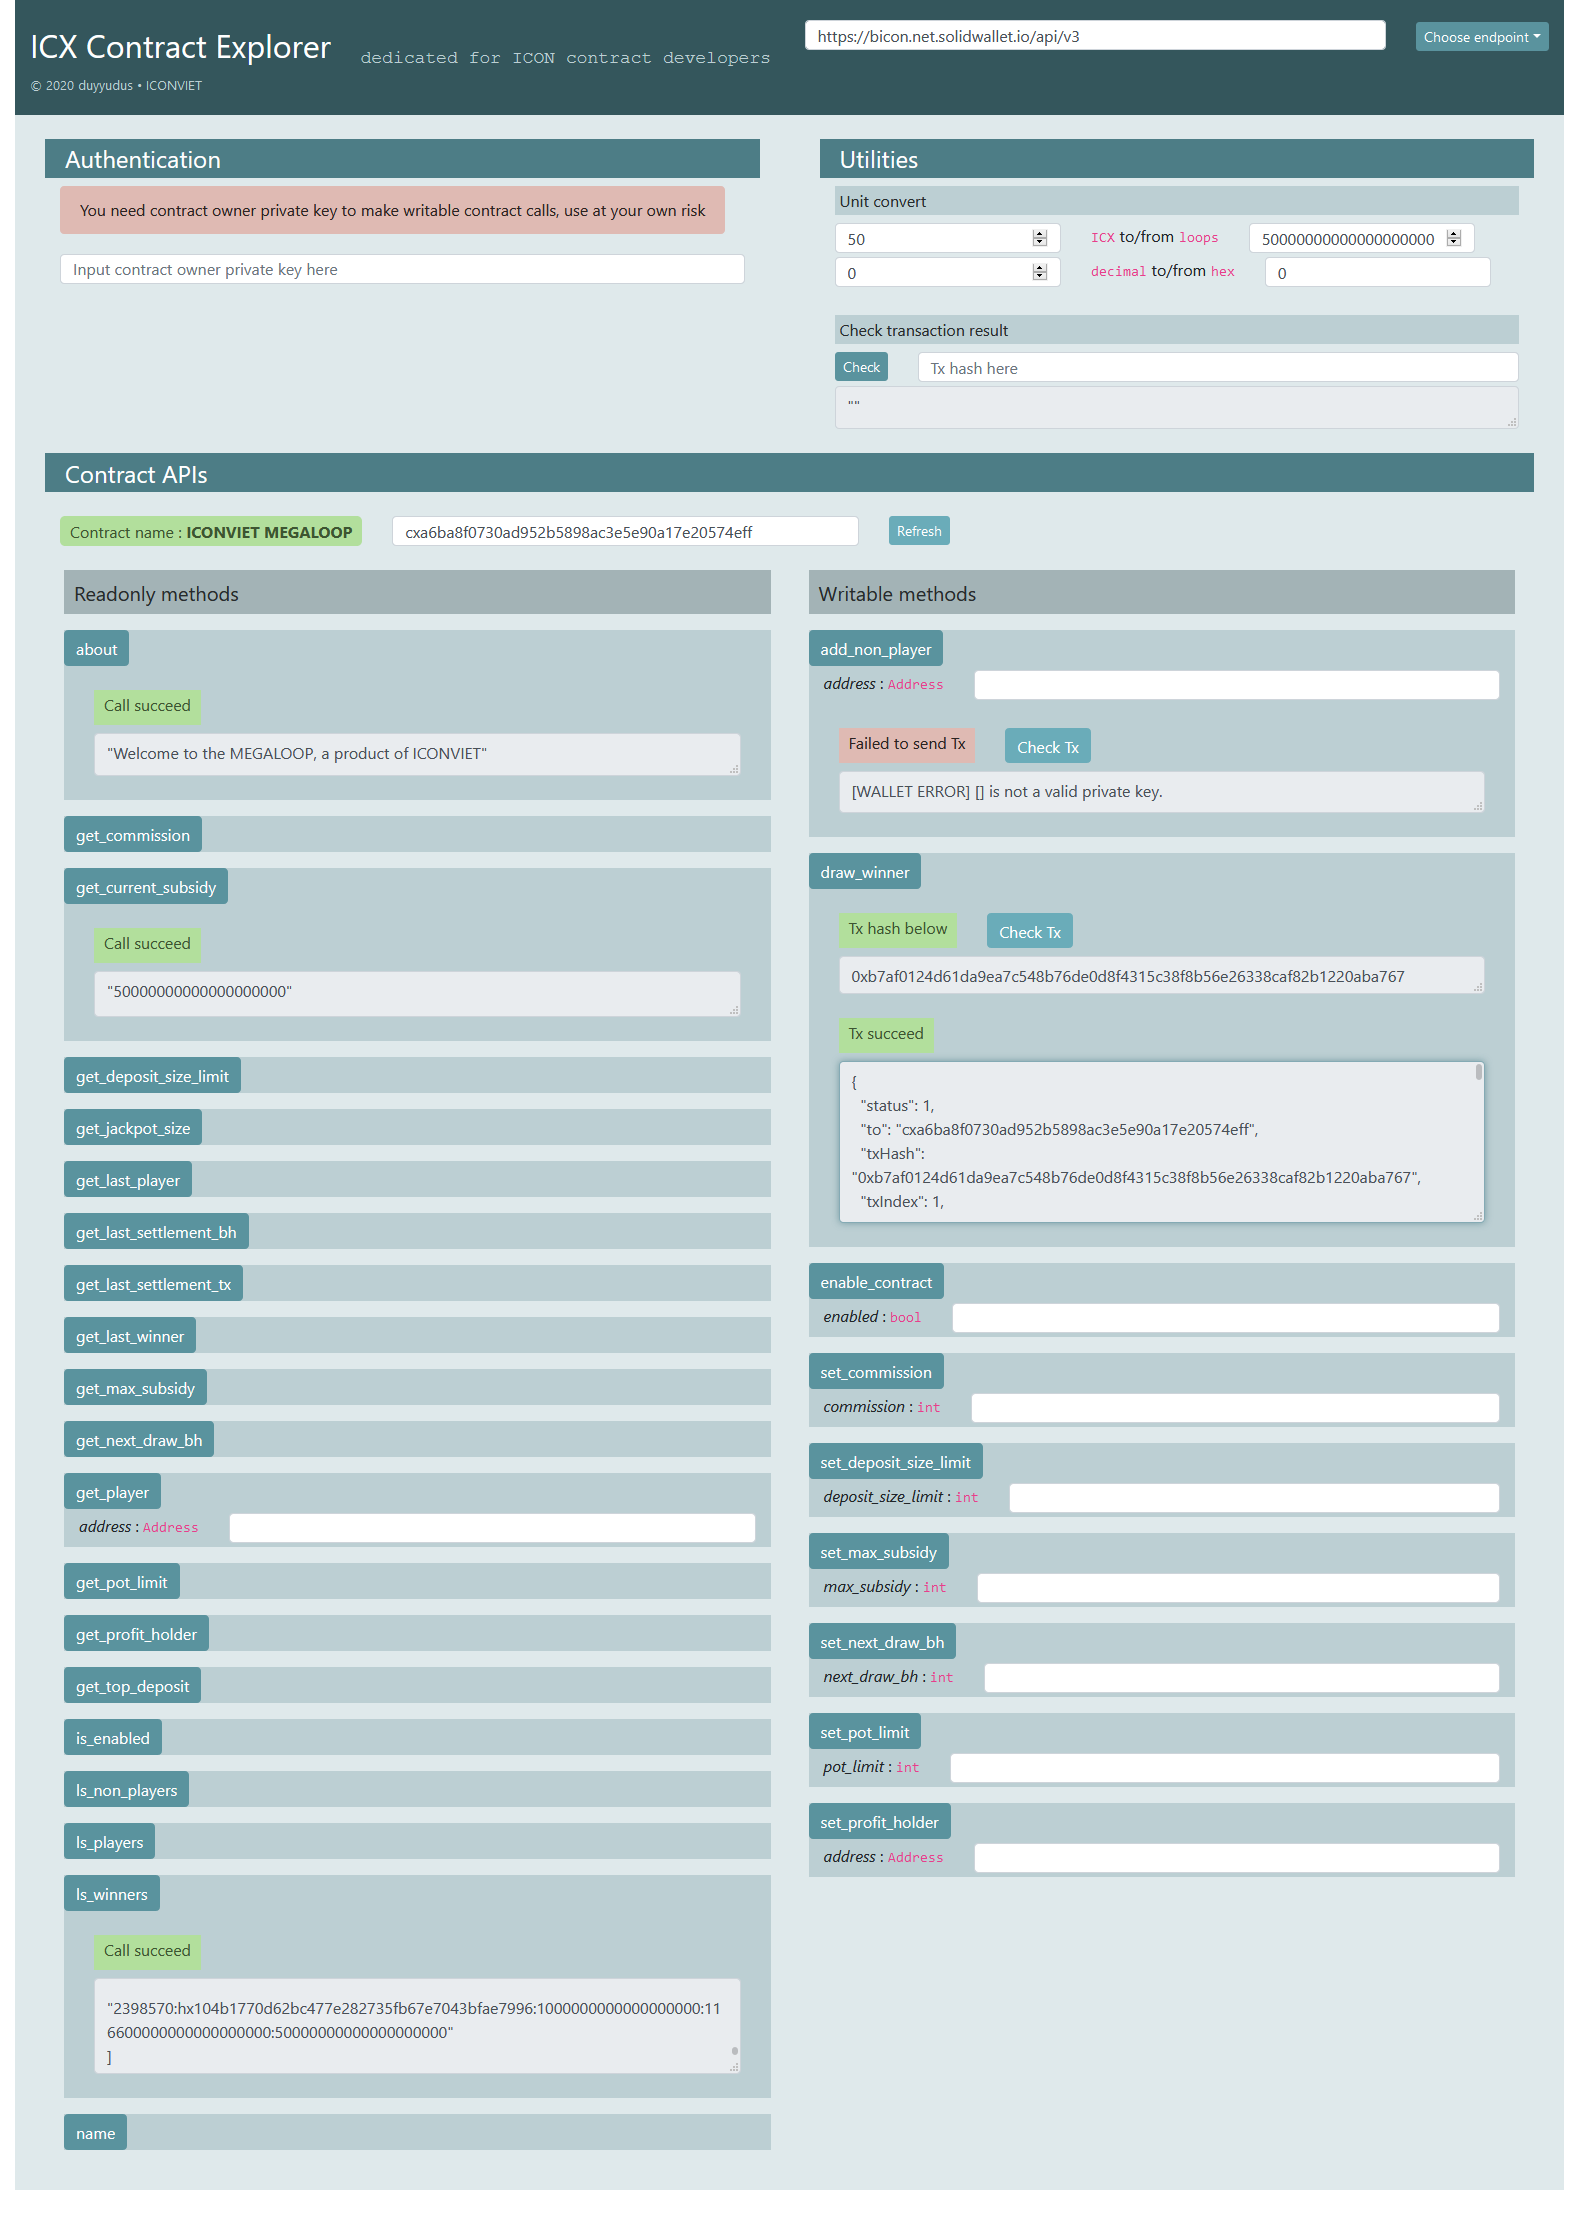 ICX Contract Explorer
dedicated for ICON contract developers
© 2020 duyyudus • ICONVIET
https://bicon.net.solidwallet.io/api/v3
Choose endpoint
Authentication
You need contract owner private key to make writable contract calls, use at your own risk
Input contract owner private key here
Utilities
Unit convert
50
ICX to/from loops
50000000000000000000
0
decimal to/from hex
0
Check transaction result
Check
Tx hash here
""
Contract APIs
Contract name : ICONVIET MEGALOOP
cxa6ba8f0730ad952b5898ac3e5e90a17e20574eff
Refresh
Readonly methods
about
Call succeed
"Welcome to the MEGALOOP, a product of ICONVIET"
get_commission
get_current_subsidy
Call succeed
"50000000000000000000"
get_deposit_size_limit
get_jackpot_size
get_last_player
get_last_settlement_bh
get_last_settlement_tx
get_last_winner
get_max_subsidy
get_next_draw_bh
get_player
address : Address
get_pot_limit
get_profit_holder
get_top_deposit
is_enabled
ls_non_players
ls_players
ls_winners
Call succeed
"2398570:hx104b1770d62bc477e282735fb67e7043bfae7996:1000000000000000000:11
6600000000000000000:50000000000000000000"
]
name
Writable methods
add_non_player
address : Address
Failed to send Tx
Check Tx
[WALLET ERROR] [] is not a valid private key.
draw_winner
Tx hash below
Check Tx
0xb7af0124d61da9ea7c548b76de0d8f4315c38f8b56e26338caf82b1220aba767
Tx succeed
{
"status": 1,
"to": "cxa6ba8f0730ad952b5898ac3e5e90a17e20574eff",
"txHash":
"0xb7af0124d61da9ea7c548b76de0d8f4315c38f8b56e26338caf82b1220aba767",
"txIndex": 1,
enable_contract
enabled : bool
set_commission
commission : int
set_deposit_size_limit
deposit_size_limit : int
set_max_subsidy
max_subsidy : int
set_next_draw_bh
next_draw_bh : int
set_pot_limit
pot_limit : int
set_profit_holder
address : Address